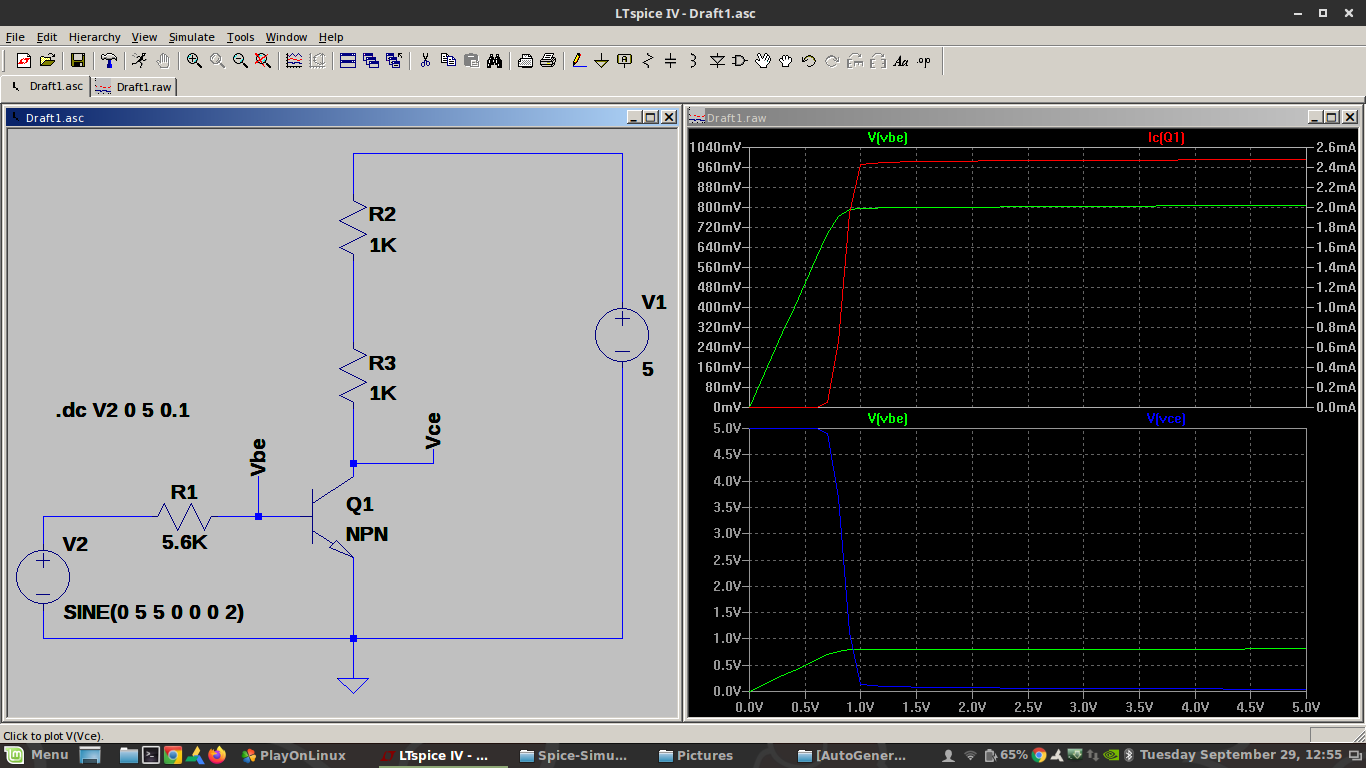 LTspice IV - Draft1.asc
File Edit Hierarchy View Simulate Tools Window Help
Draft1.asc Draft1.raw
Draft1.asc
R2
1K
R3
1K
V1
5
.dc V2 0 5 0.1
Vbe
Vce
R1
5.6K
Q1
NPN
V2
SINE(0 5 5 0 0 0 2)
Draft1.raw
V(vbe) Ic(Q1)
1040mV 2.6mA
960mV 2.4mA
880mV 2.2mA
800mV 2.0mA
720mV 1.8mA
640mV 1.6mA
560mV 1.4mA
480mV 1.2mA
400mV 1.0mA
320mV 0.8mA
240mV 0.6mA
160mV 0.4mA
80mV 0.2mA
0mV 0.0mA
V(vbe) V(vce)
5.0V
4.5V
4.0V
3.5V
3.0V
2.5V
2.0V
1.5V
1.0V
0.5V
0.0V
0.0V 0.5V 1.0V 1.5V 2.0V 2.5V 3.0V 3.5V 4.0V 4.5V 5.0V
Click to plot V(Vce).
Menu PlayOnLinux LTspice IV - ... Spice-Simu... Pictures [AutoGener... 65% Tuesday September 29, 12:55